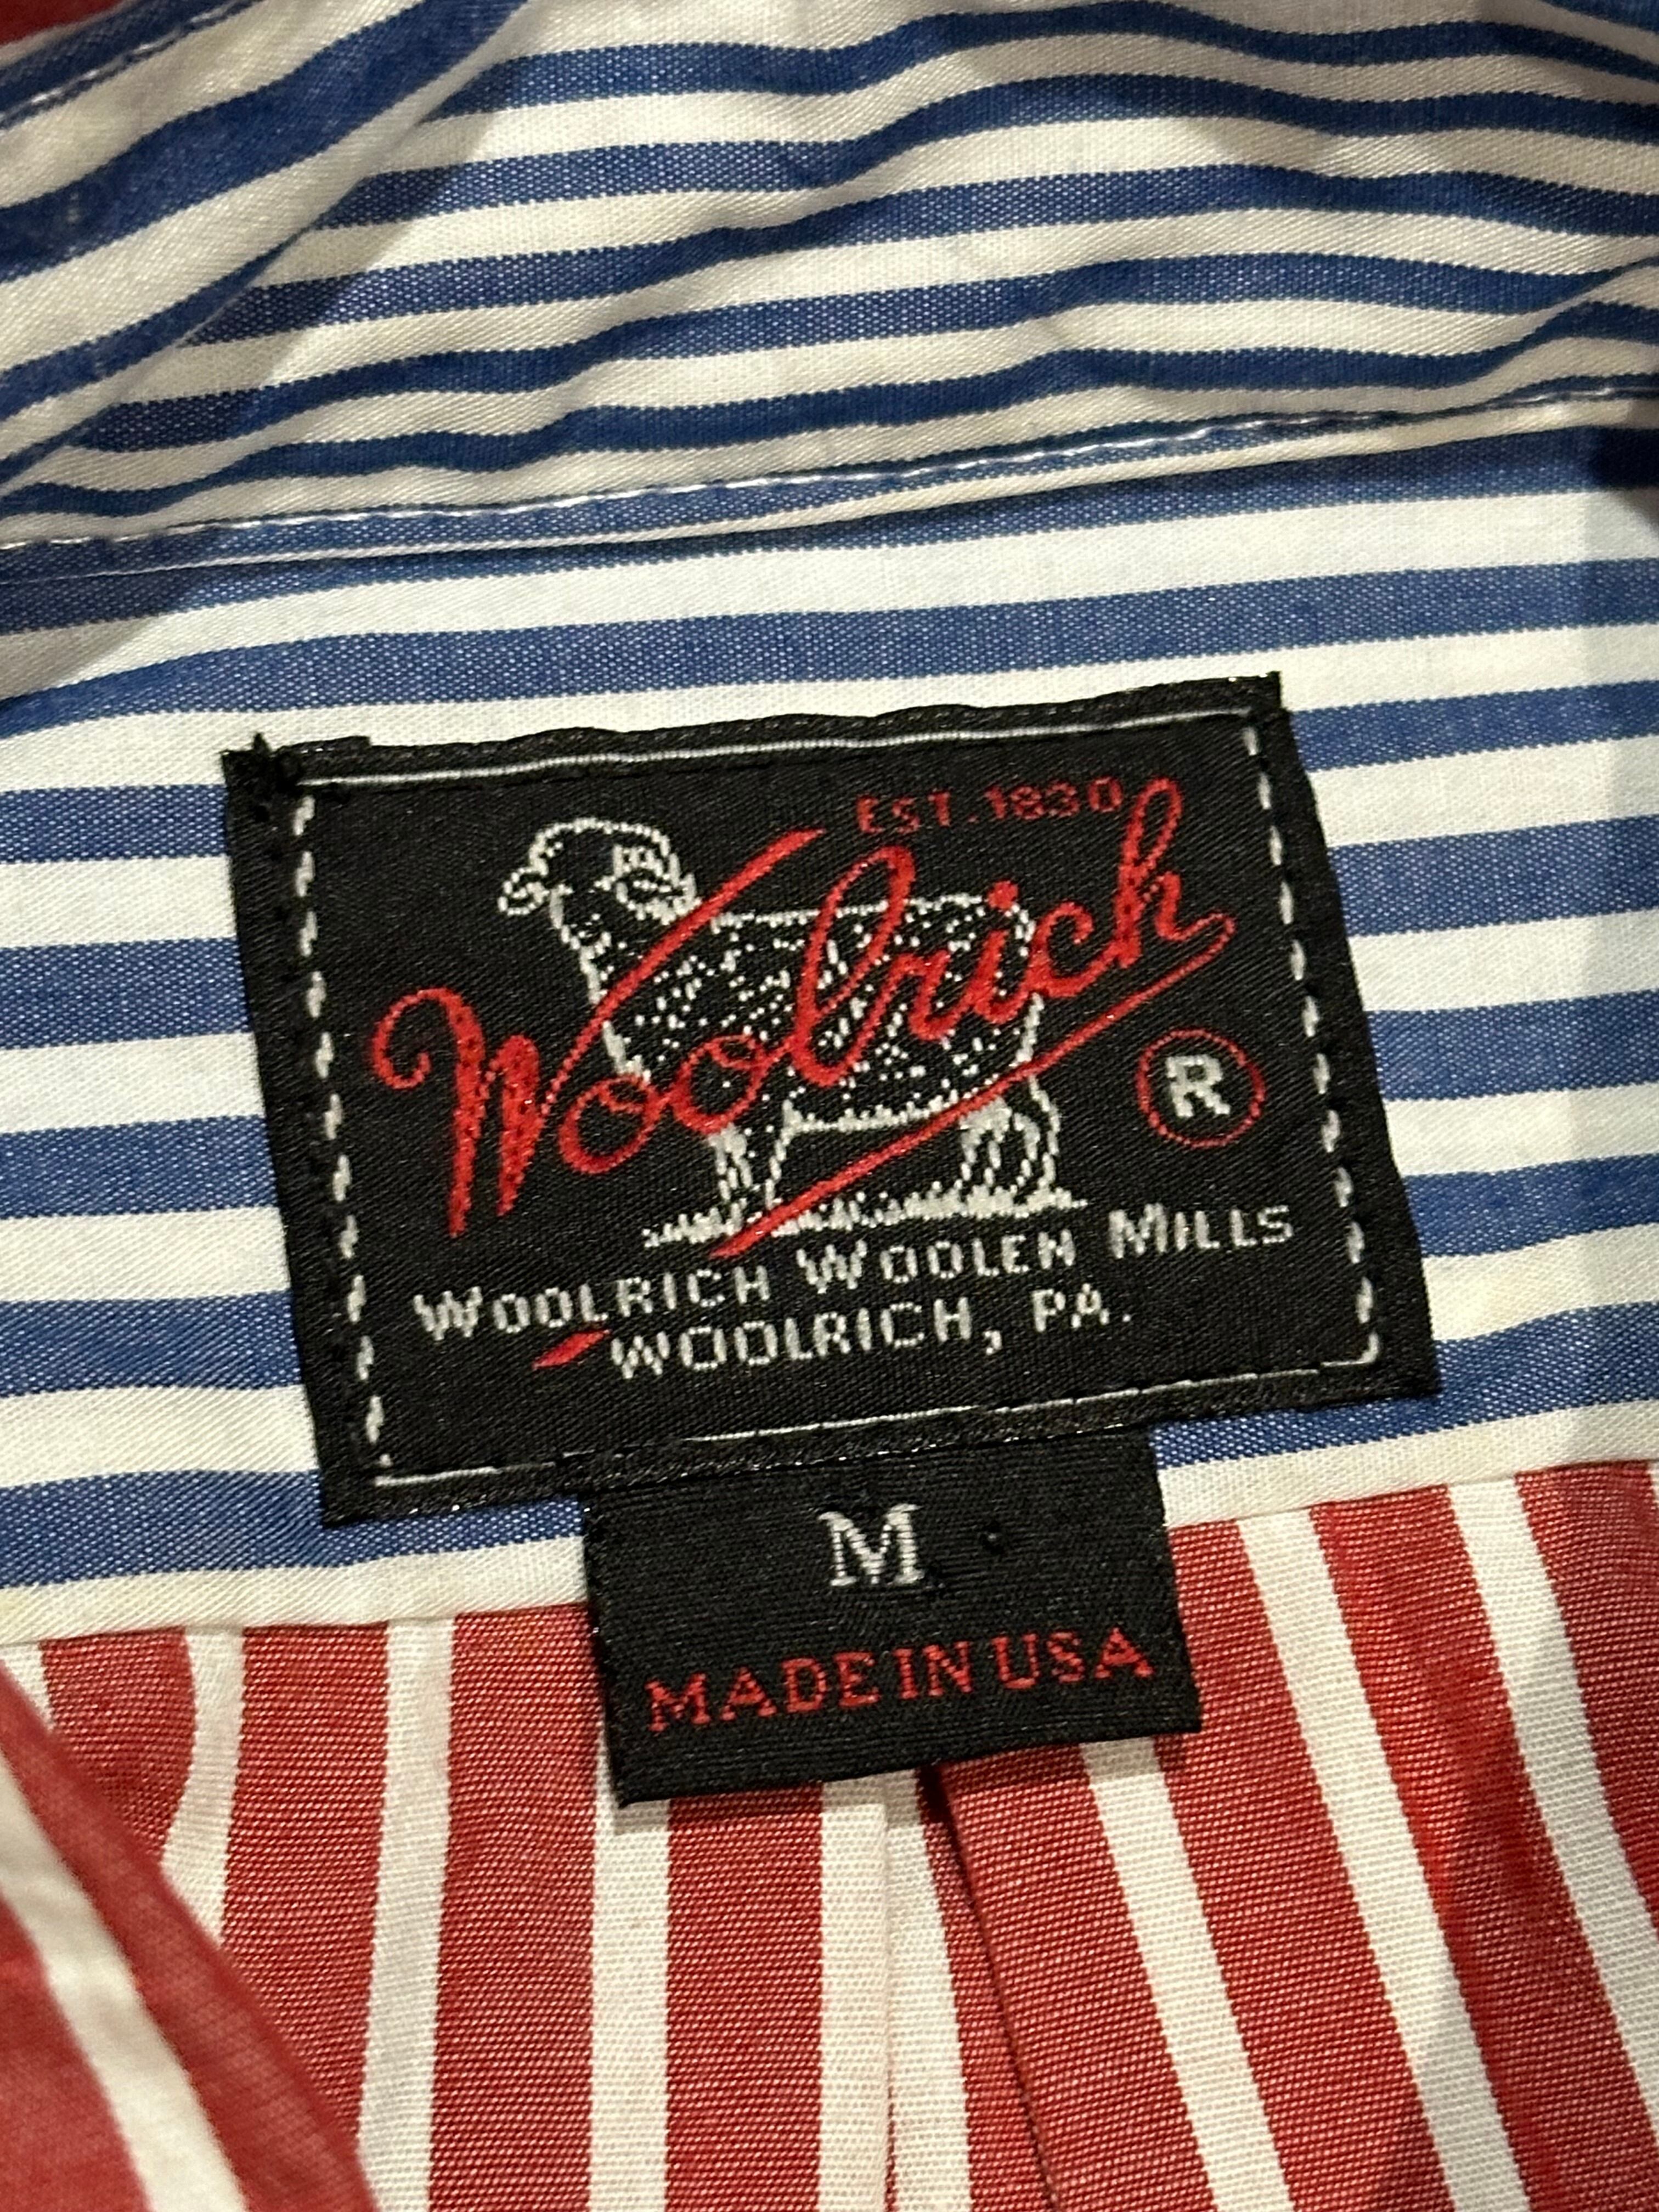 EST. 1830
Woolrich
®
WOOLRICH WOOLEN MILLS
WOOLRICH, PA.
M
MADE IN USA